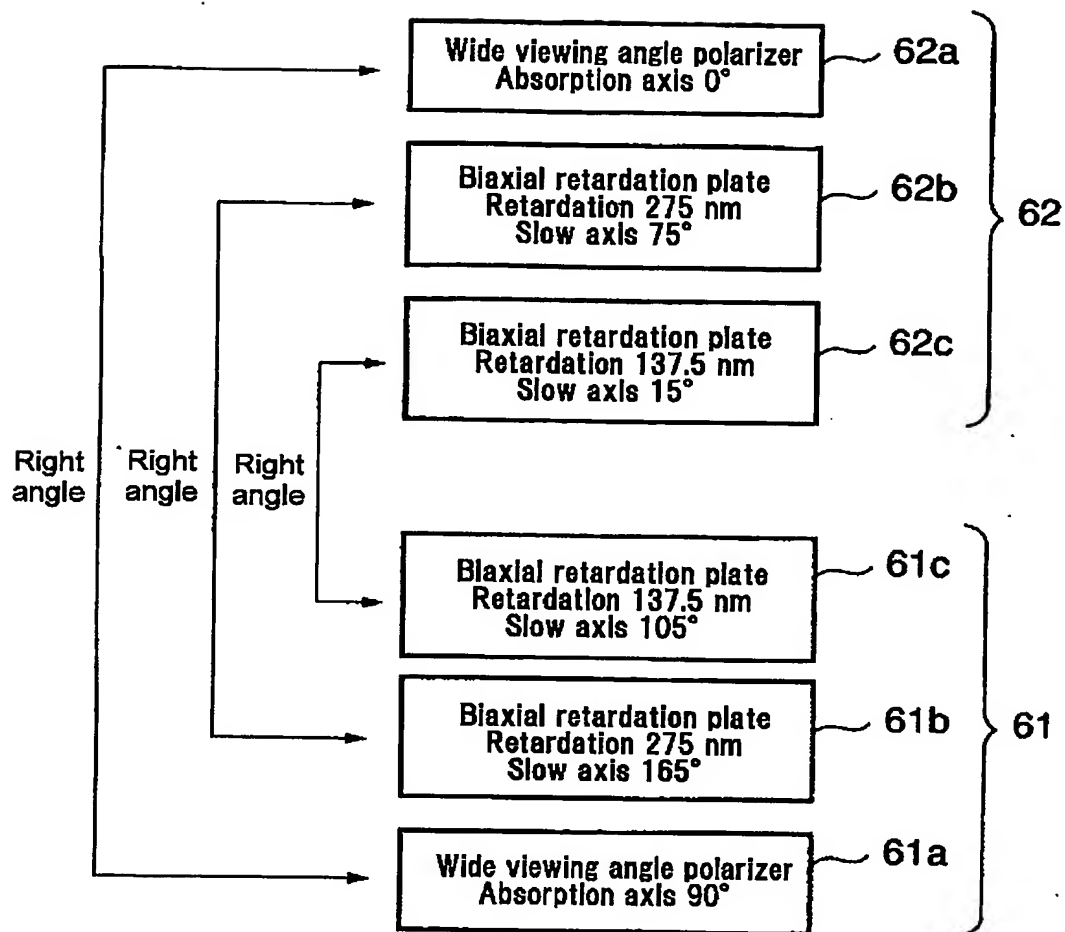 Wide viewing angle polarizer
Absorption axis 0°
62a
Biaxial retardation plate
Retardation 275 nm
Slow axis 75°
62b
62
Biaxial retardation plate
Retardation 137.5 nm
Slow axis 15°
62c
Right
angle
Right
angle
Right
angle
Biaxial retardation plate
Retardation 137.5 nm
Slow axis 105°
61c
Biaxial retardation plate
Retardation 275 nm
Slow axis 165°
61b
61
Wide viewing angle polarizer
Absorption axis 90°
61a